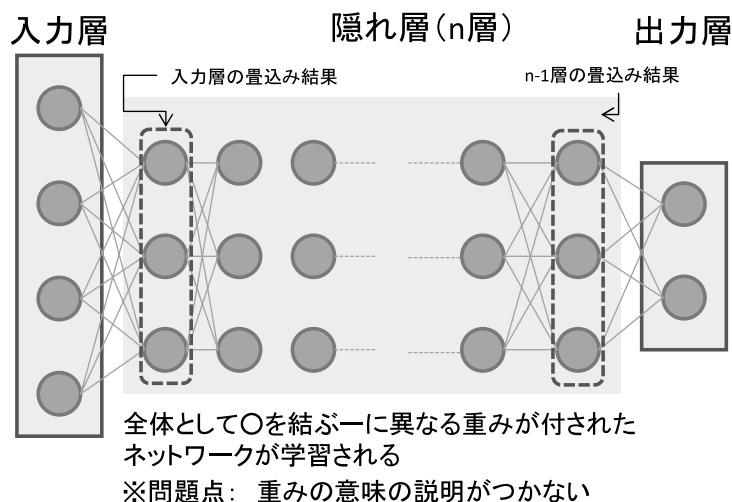 入力層
隠れ層(n層)
出力層
入力層の畳込み結果
n-1層の畳込み結果
全体として〇を結ぶーに異なる重みが付された
ネットワークが学習される
※問題点: 重みの意味の説明がつかない